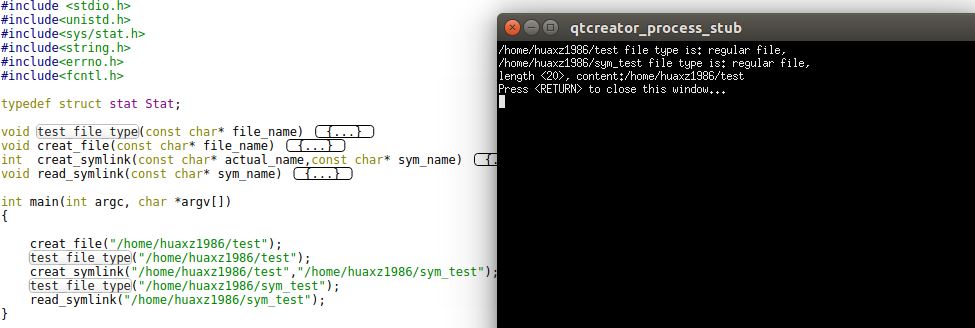 #include <stdio.h>
#include<unistd.h>
#include<sys/stat.h>
#include<string.h>
#include<errno.h>
#include<fcntl.h>
typedef struct stat Stat;
void test_file_type(const char* file_name) {...}
void creat_file(const char* file_name) {...}
int creat_symlink(const char* actual_name,const char* sym_name) {..
void read_symlink(const char* sym_name) {...}
int main(int argc, char *argv[])
{
creat_file("/home/huaxz1986/test");
test_file_type("/home/huaxz1986/test");
creat_symlink("/home/huaxz1986/test","/home/huaxz1986/sym_test");
test_file_type("/home/huaxz1986/sym_test");
read_symlink("/home/huaxz1986/sym_test");
}
qtcreator_process_stub
/home/huaxz1986/test file type is: regular file,
/home/huaxz1986/sym_test file type is: regular file,
length <20>, content:/home/huaxz1986/test
Press <RETURN> to close this window...